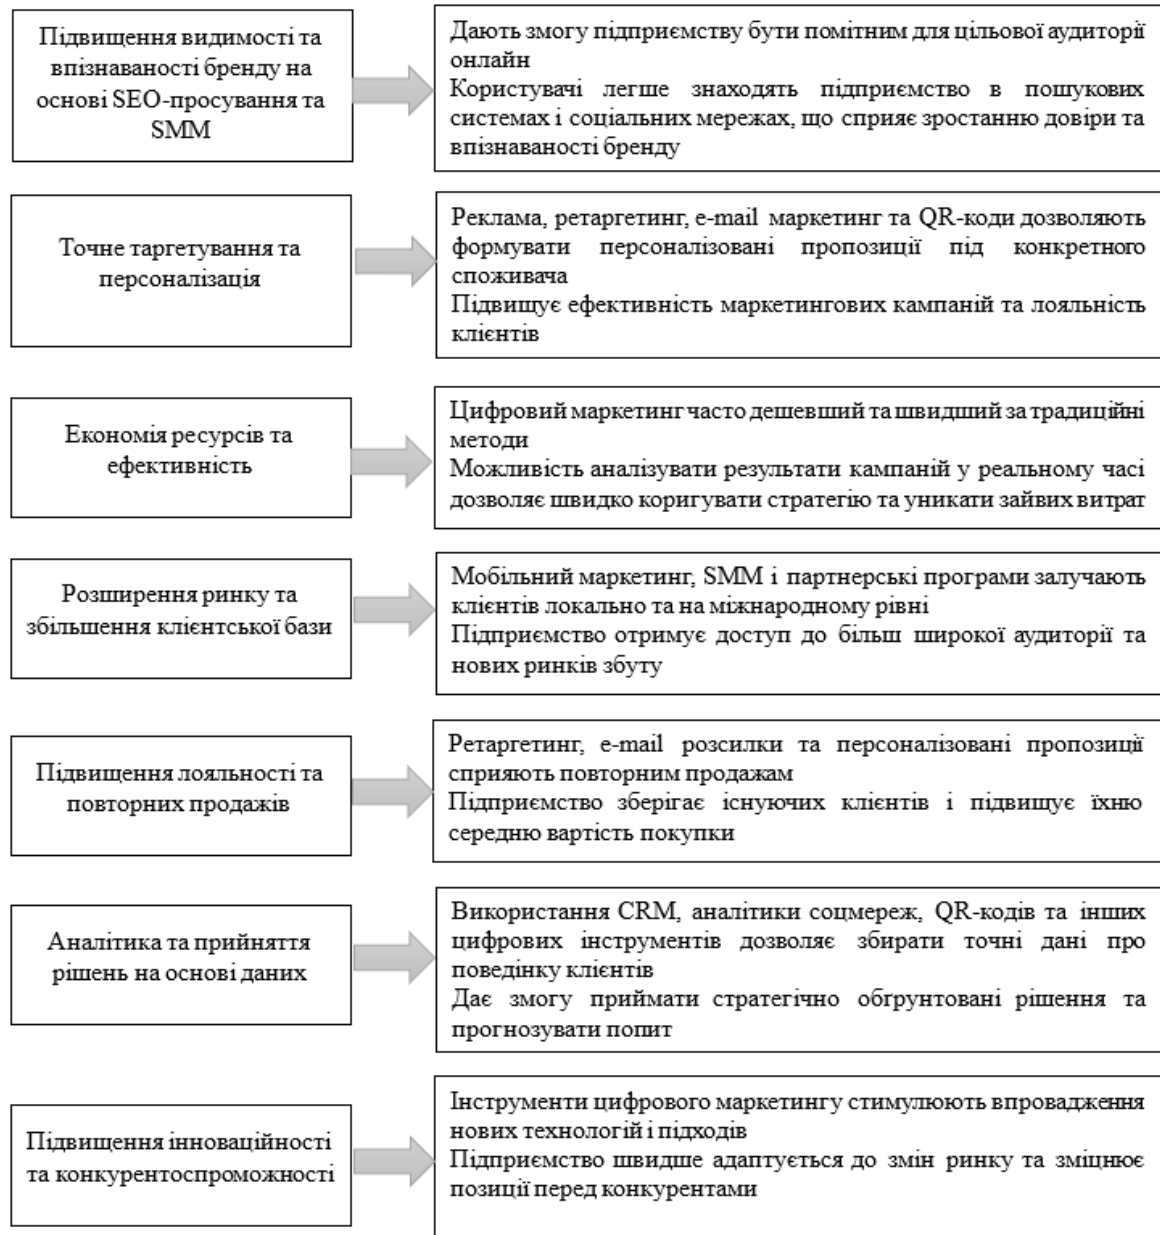 Підвищення видимості та
впізнаваності бренду на
основі SEO-просування та
SMM
Дають змогу підприємству бути помітним для цільової аудиторії
онлайн
Користувачі легше знаходять підприємство в пошукових
системах і соціальних мережах, що сприяє зростанню довіри та
впізнаваності бренду
Точне таргетування та
персоналізація
Реклама, ретаргетинг, e-mail маркетинг та QR-коди дозволяють
формувати персоналізовані пропозиції під конкретного
споживача
Підвищує ефективність маркетингових кампаній та лояльність
клієнтів
Економія ресурсів та
ефективність
Цифровий маркетинг часто дешевший та швидший за традиційні
методи
Можливість аналізувати результати кампаній у реальному часі
дозволяє швидко коригувати стратегію та уникати зайвих витрат
Розширення ринку та
збільшення клієнтської бази
Мобільний маркетинг, SMM і партнерські програми залучають
клієнтів локально та на міжнародному рівні
Підприємство отримує доступ до більш широкої аудиторії та
нових ринків збуту
Підвищення лояльності та
повторних продажів
Ретаргетинг, e-mail розсилки та персоналізовані пропозиції
сприяють повторним продажам
Підприємство зберігає існуючих клієнтів і підвищує їхню
середню вартість покупки
Аналітика та прийняття
рішень на основі даних
Використання CRM, аналітики соцмереж, QR-кодів та інших
цифрових інструментів дозволяє збирати точні дані про
поведінку клієнтів
Дає змогу приймати стратегічно обґрунтовані рішення та
прогнозувати попит
Підвищення інноваційності
та конкурентоспроможності
Інструменти цифрового маркетингу стимулюють впровадження
нових технологій і підходів
Підприємство швидше адаптується до змін ринку та зміцнює
позиції перед конкурентами